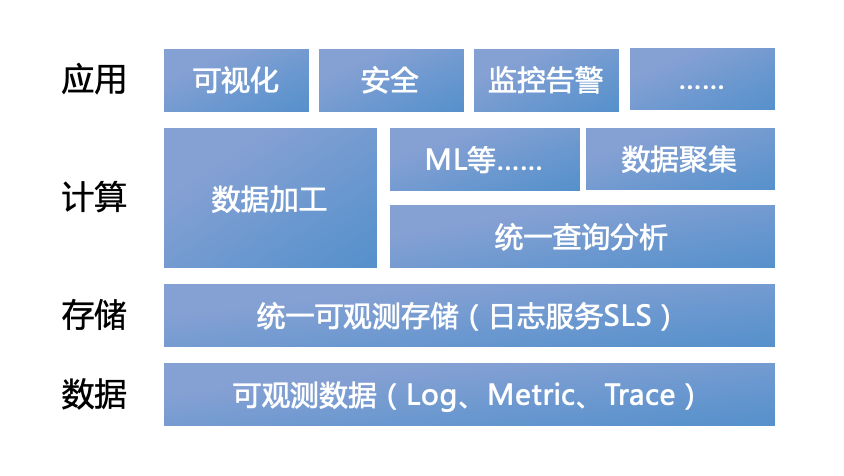 应用
可视化
安全
监控告警
……
计算
数据加工
ML等……
数据聚集
统一查询分析
存储
统一可观测存储（日志服务SLS）
数据
可观测数据（Log、Metric、Trace）